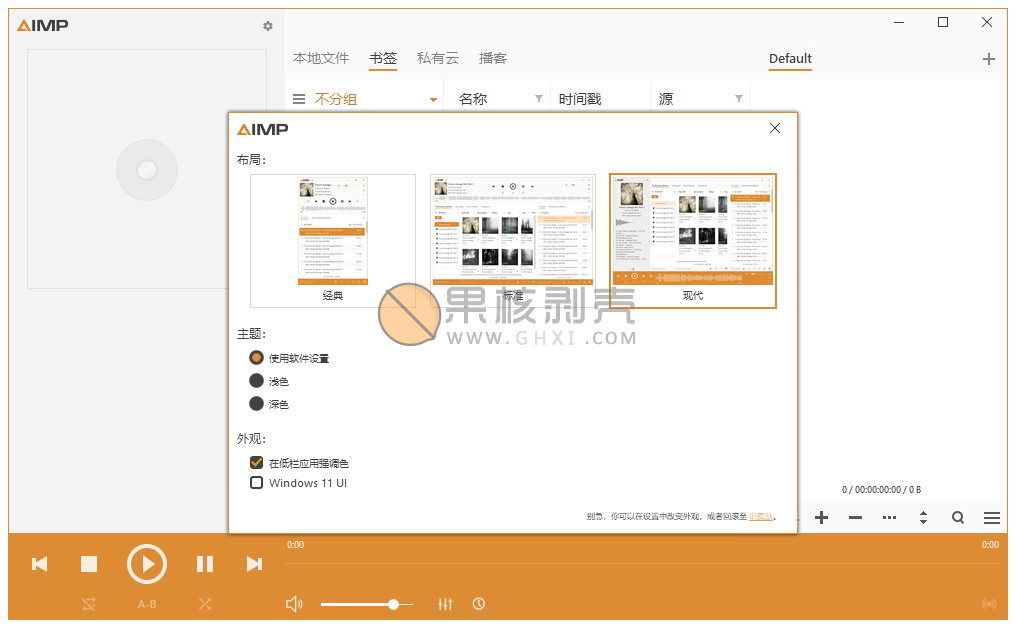 AIMP
本地文件 书签 私有云 播客 Default
不分组 名称 时间戳 源
AIMP
布局：
经典 标准 现代
果核剥壳
WWW.GHXI.COM
主题：
使用软件设置
浅色
深色
外观：
在低栏应用强调色
Windows 11 UI
别急，你可以在设置中改变外观，或者回滚至 旧皮肤。
0 / 00:00:00:00 / 0 B
0:00 0:00
A-B